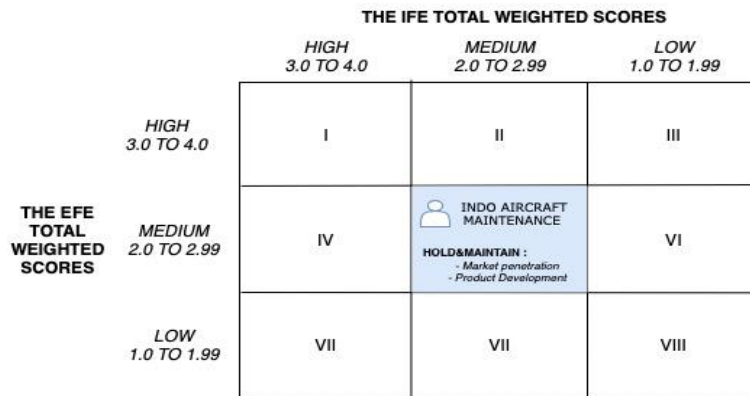 THE IFE TOTAL WEIGHTED SCORES
HIGH
3.0 TO 4.0
MEDIUM
2.0 TO 2.99
LOW
1.0 TO 1.99
HIGH
3.0 TO 4.0
I
II
III
THE EFE
TOTAL
WEIGHTED
SCORES
MEDIUM
2.0 TO 2.99
IV
INDO AIRCRAFT
MAINTENANCE
HOLD&MAINTAIN :
- Market penetration
- Product Development
VI
LOW
1.0 TO 1.99
VII
VII
VIII